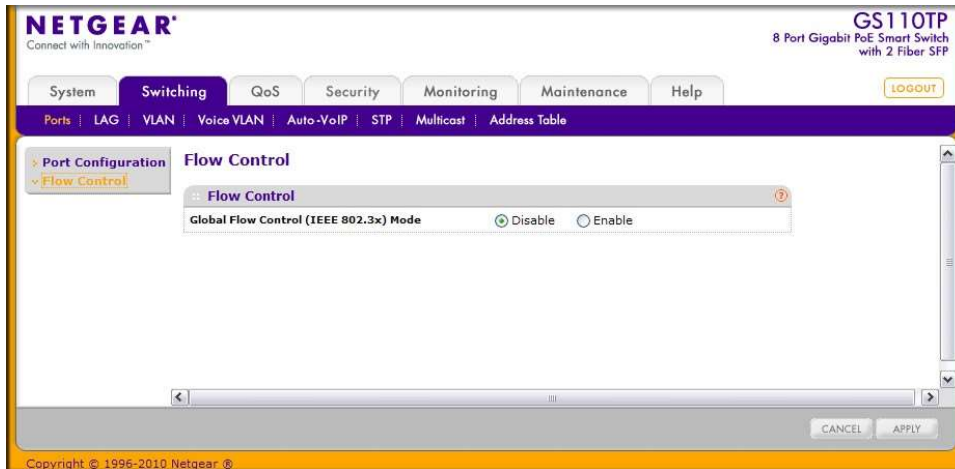 NETGEAR®
Connect with Innovation™
GS110TP
8 Port Gigabit PoE Smart Switch
with 2 Fiber SFP
System Switching QoS Security Monitoring Maintenance Help LOGOUT
Ports | LAG | VLAN | Voice VLAN | Auto-VoIP | STP | Multicast | Address Table
Port Configuration
Flow Control
Flow Control
Flow Control
Global Flow Control (IEEE 802.3x) Mode Disable Enable
CANCEL APPLY
Copyright © 1996-2010 Netgear ®